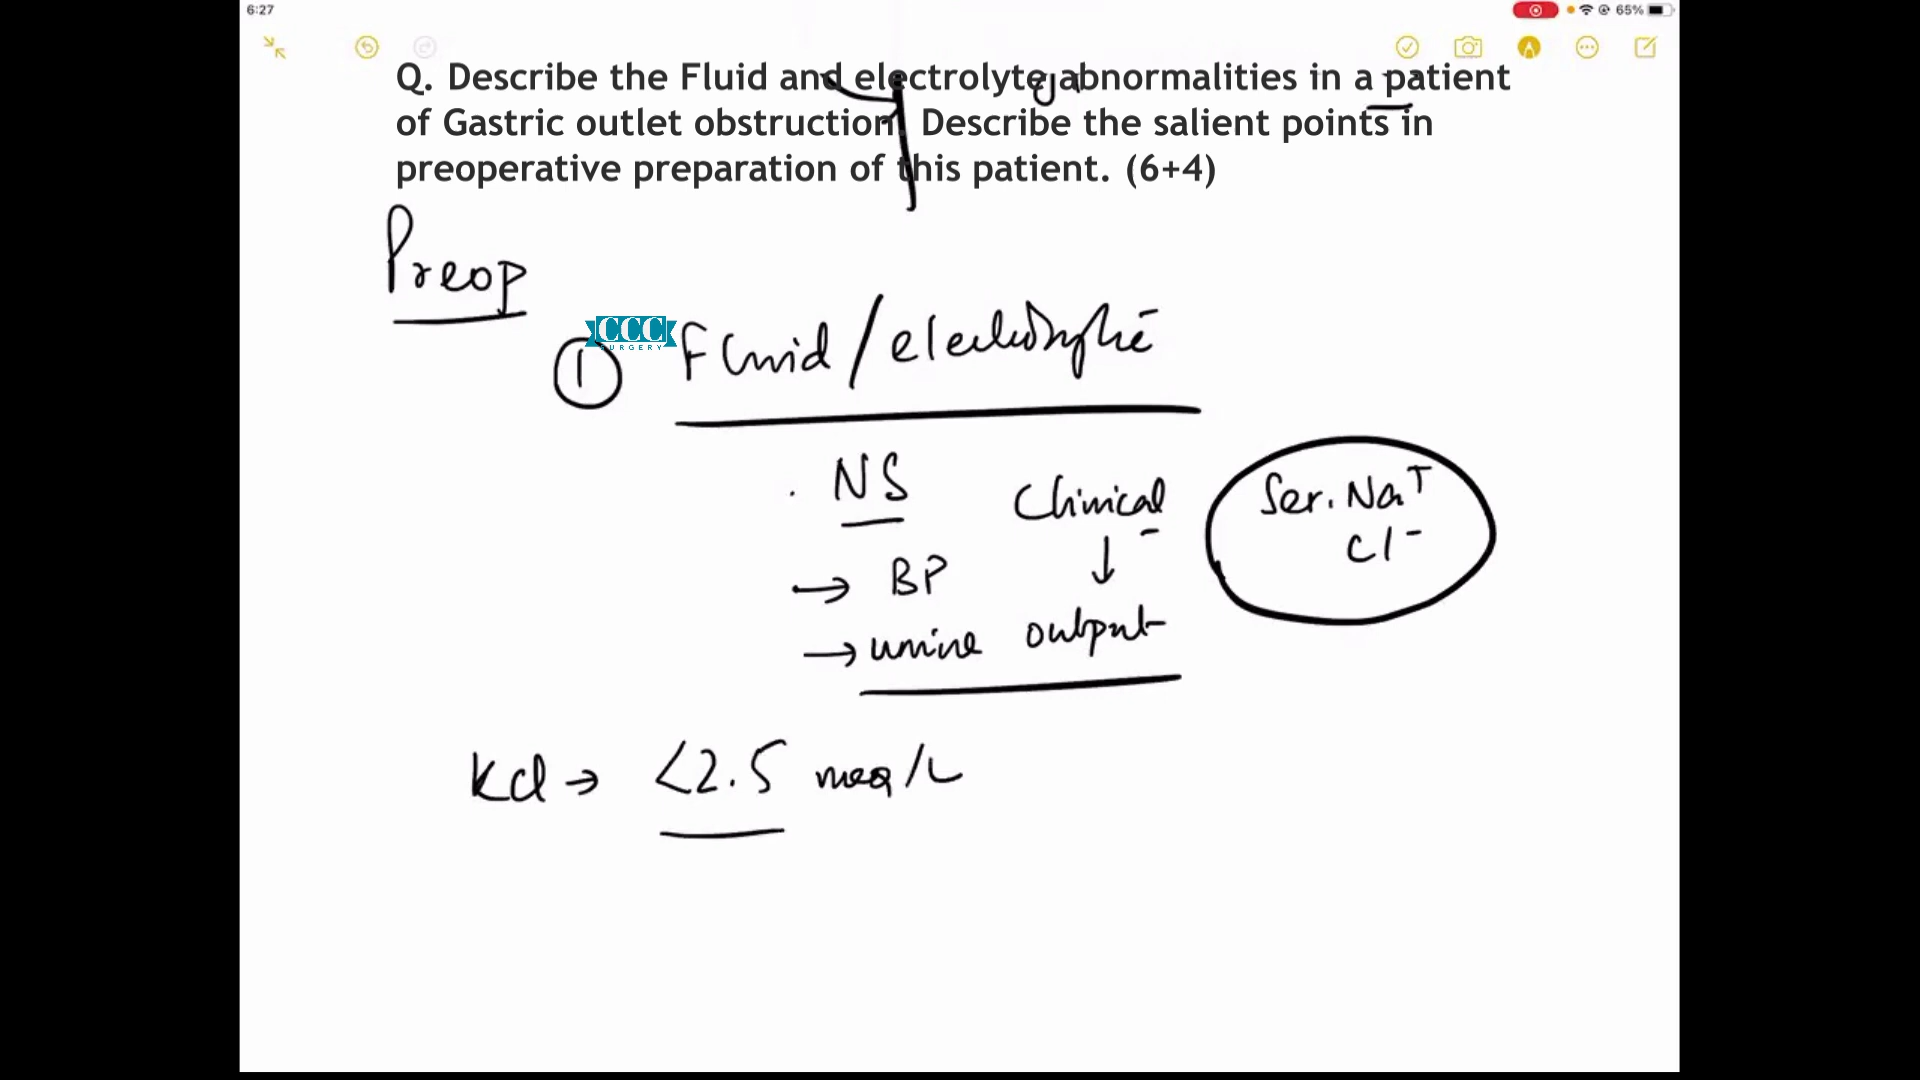 6:27
65%
Q. Describe the Fluid and electrolyte abnormalities in a patient
of Gastric outlet obstruction. Describe the salient points in
preoperative preparation of this patient. (6+4)
Preop
CCC
SURGERY
① Fluid / electrolyte
. NS Clinical Ser. Na+
Cl-
→ BP ↓
→ urine output
KCl → <2.5 meq/L